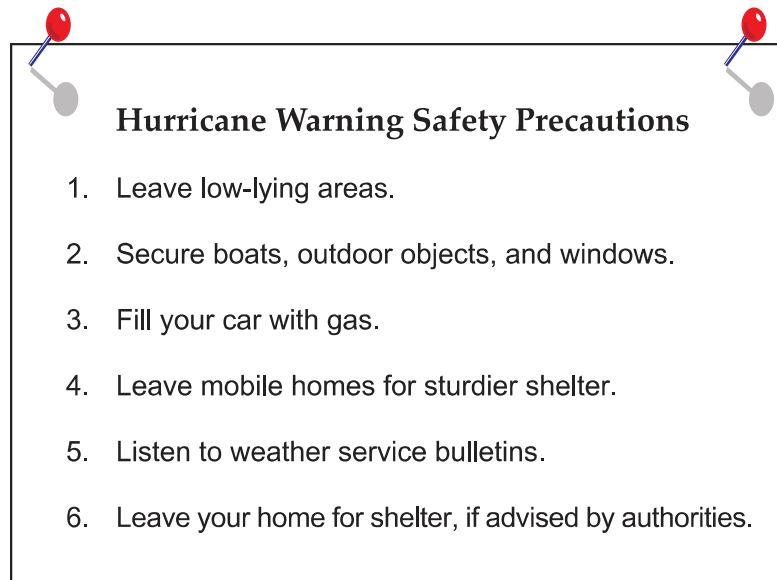 Hurricane Warning Safety Precautions
1. Leave low-lying areas.
2. Secure boats, outdoor objects, and windows.
3. Fill your car with gas.
4. Leave mobile homes for sturdier shelter.
5. Listen to weather service bulletins.
6. Leave your home for shelter, if advised by authorities.